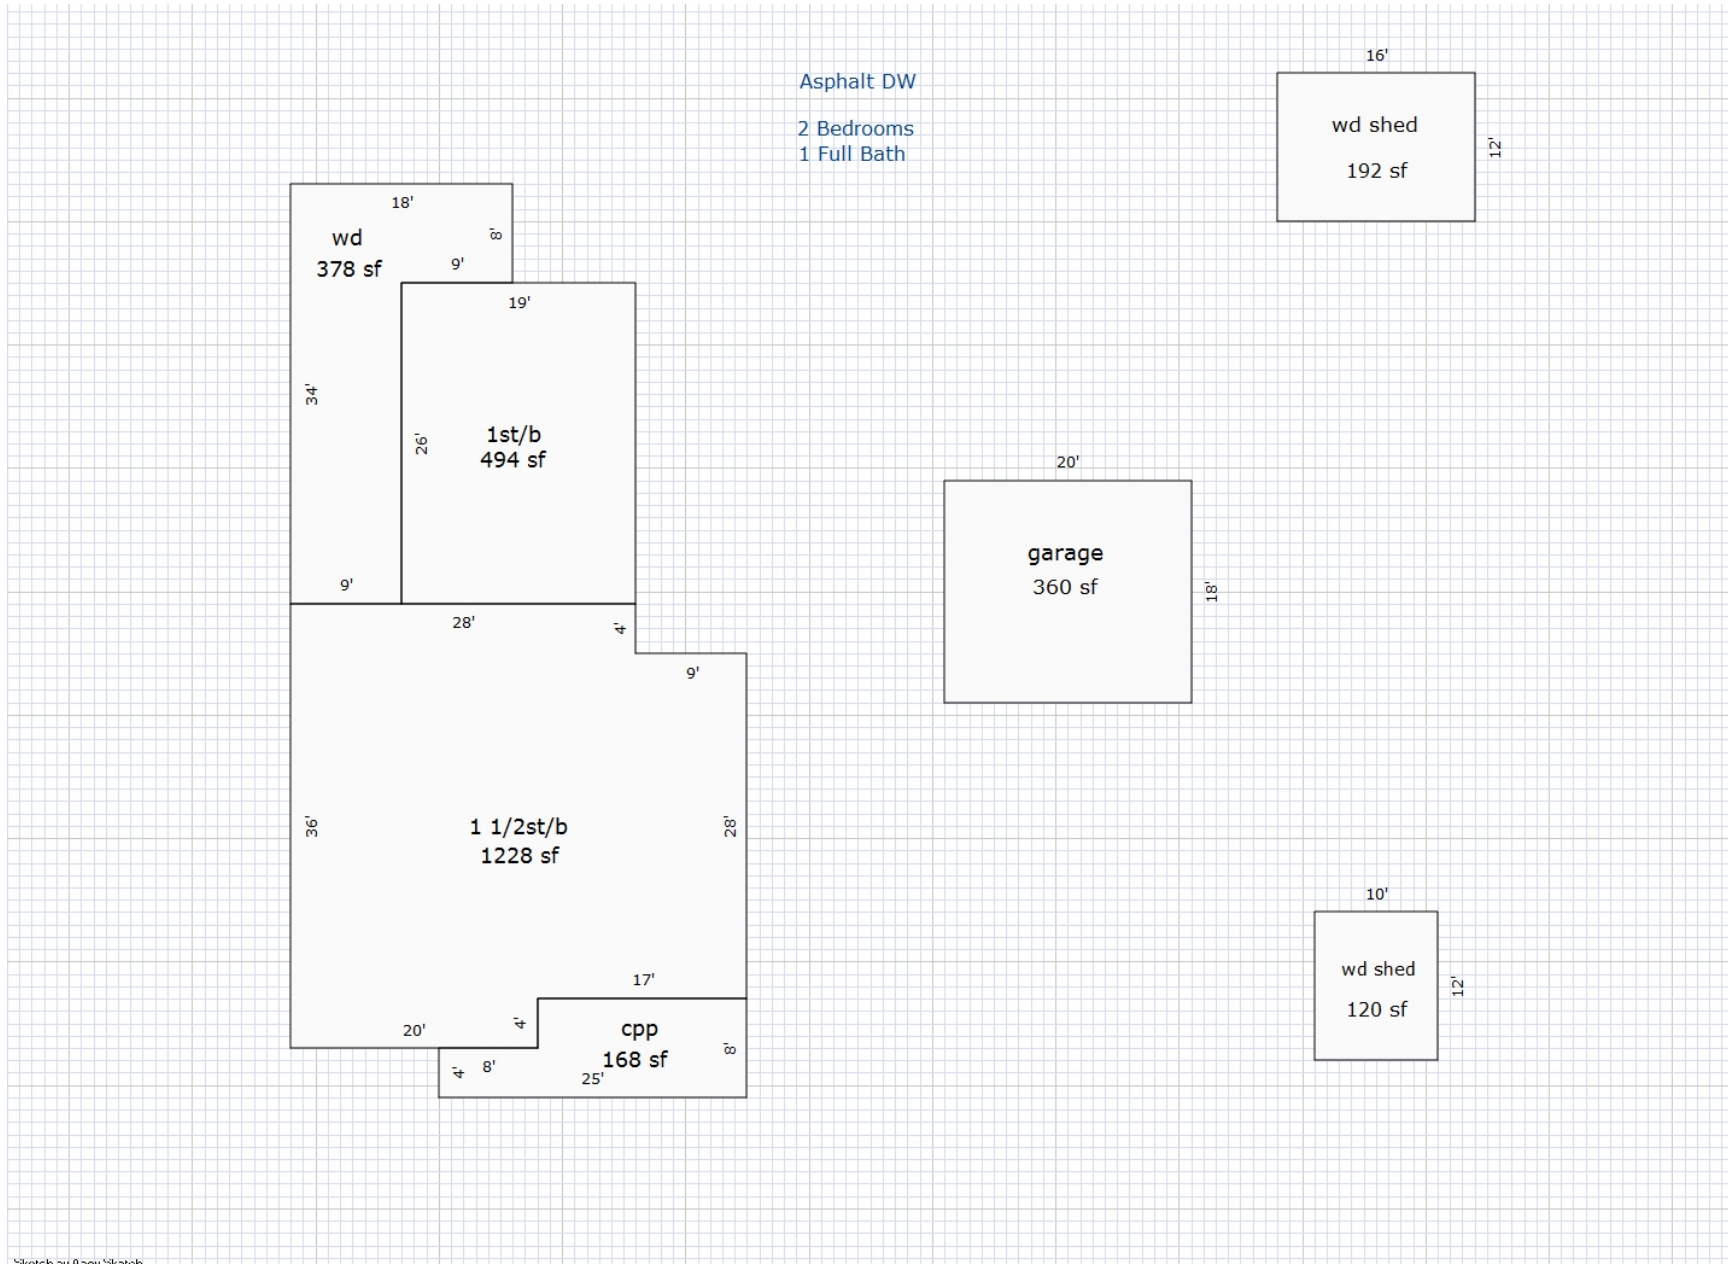 16'
Asphalt DW
wd shed
192 sf
12'
2 Bedrooms
1 Full Bath
18'
wd
378 sf
8'
9'
19'
34'
26'
1st/b
494 sf
9'
20'
garage
360 sf
18'
28'
4'
9'
36'
1 1/2st/b
1228 sf
28'
10'
wd shed
120 sf
12'
17'
20'
4'
cpp
168 sf
8'
4'
8'
25'